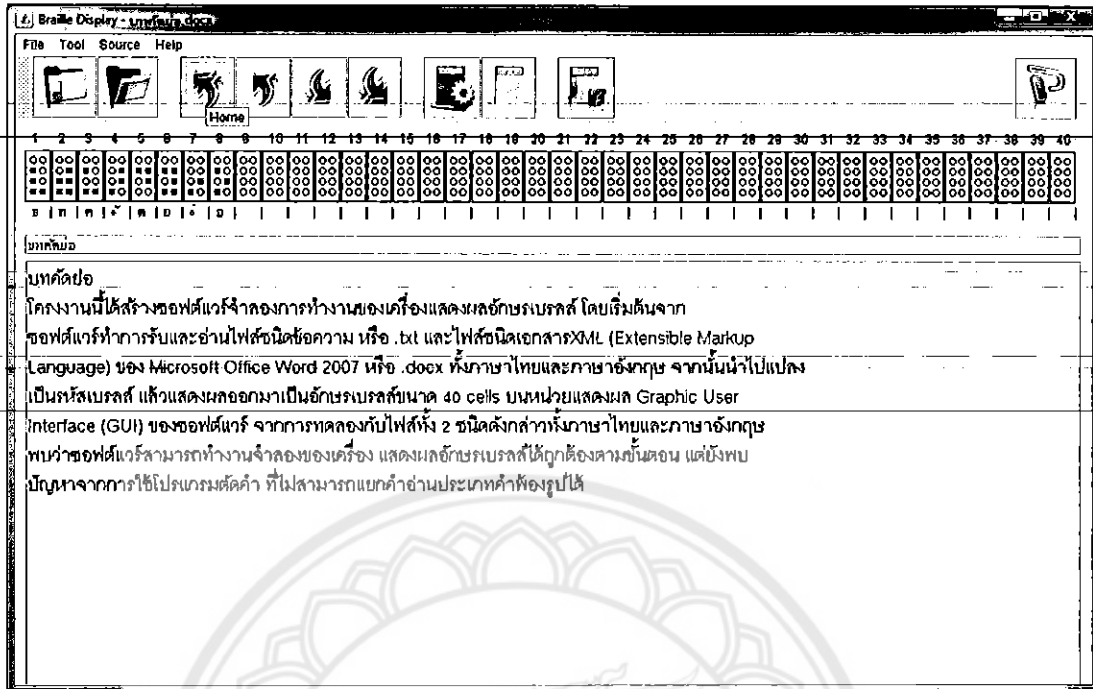 Braille Display - บทคัดย่อ.docx
File Tool Source Help
Home
1 2 3 4 5 6 7 8 9 10 11 12 13 14 15 16 17 18 19 20 21 22 23 24 25 26 27 28 29 30 31 32 33 34 35 36 37 38 39 40
บ ท ค ั ด ย ่ อ
บทคัดย่อ
บทคัดย่อ
โครงงานนี้ได้สร้างซอฟต์แวร์จำลองการทำงานของเครื่องแสดงผลอักษรเบรลล์ โดยเริ่มต้นจาก
ซอฟต์แวร์ทำการรับและอ่านไฟล์ชนิดข้อความ หรือ .txt และไฟล์ชนิดเอกสารXML (Extensible Markup
Language) ของ Microsoft Office Word 2007 หรือ .docx ทั้งภาษาไทยและภาษาอังกฤษ จากนั้นนำไปแปลง
เป็นรหัสเบรลล์ แล้วแสดงผลออกมาเป็นอักษรเบรลล์ขนาด 40 cells บนหน่วยแสดงผล Graphic User
Interface (GUI) ของซอฟต์แวร์ จากการทดลองกับไฟล์ทั้ง 2 ชนิดดังกล่าวทั้งภาษาไทยและภาษาอังกฤษ
พบว่าซอฟต์แวร์สามารถทำงานจำลองของเครื่อง แสดงผลอักษรเบรลล์ได้ถูกต้องตามขั้นตอน แต่ยังพบ
ปัญหาจากการใช้โปรแกรมตัดคำ ที่ไม่สามารถแยกคำอ่านประเภทคำพ้องรูปได้